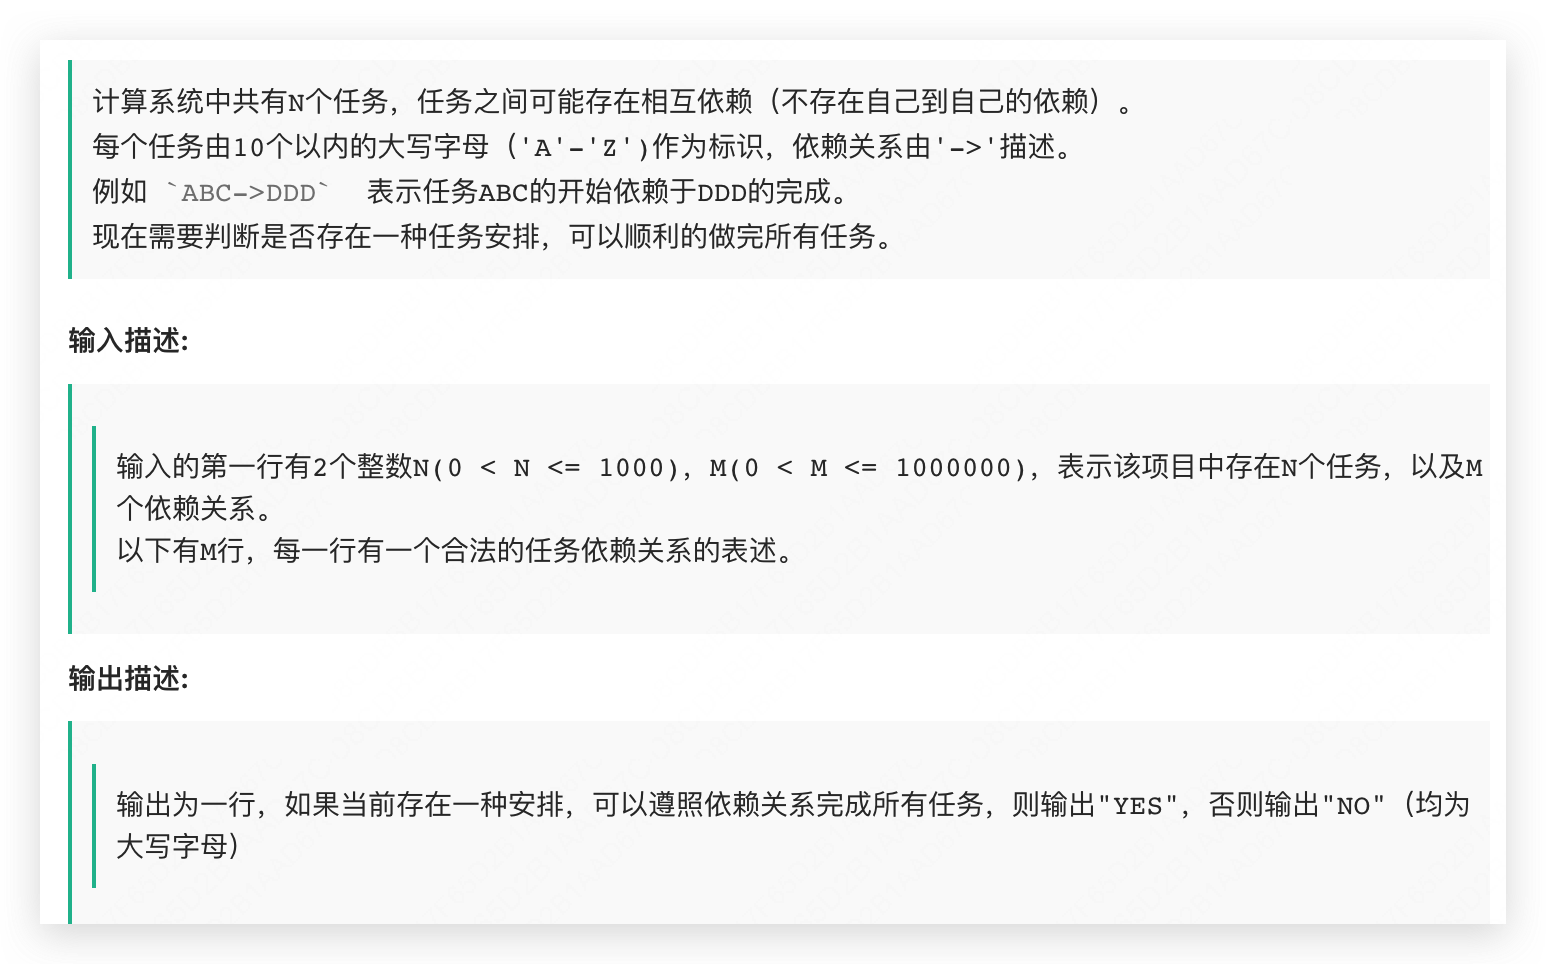 计算系统中共有N个任务，任务之间可能存在相互依赖（不存在自己到自己的依赖）。
每个任务由10个以内的大写字母（'A'-'Z')作为标识，依赖关系由'->'描述。
例如 `ABC->DDD` 表示任务ABC的开始依赖于DDD的完成。
现在需要判断是否存在一种任务安排，可以顺利的做完所有任务。
输入描述:
输入的第一行有2个整数N(0 < N <= 1000)，M(0 < M <= 1000000)，表示该项目中存在N个任务，以及M
个依赖关系。
以下有M行，每一行有一个合法的任务依赖关系的表述。
输出描述:
输出为一行，如果当前存在一种安排，可以遵照依赖关系完成所有任务，则输出"YES"，否则输出"NO"（均为
大写字母）